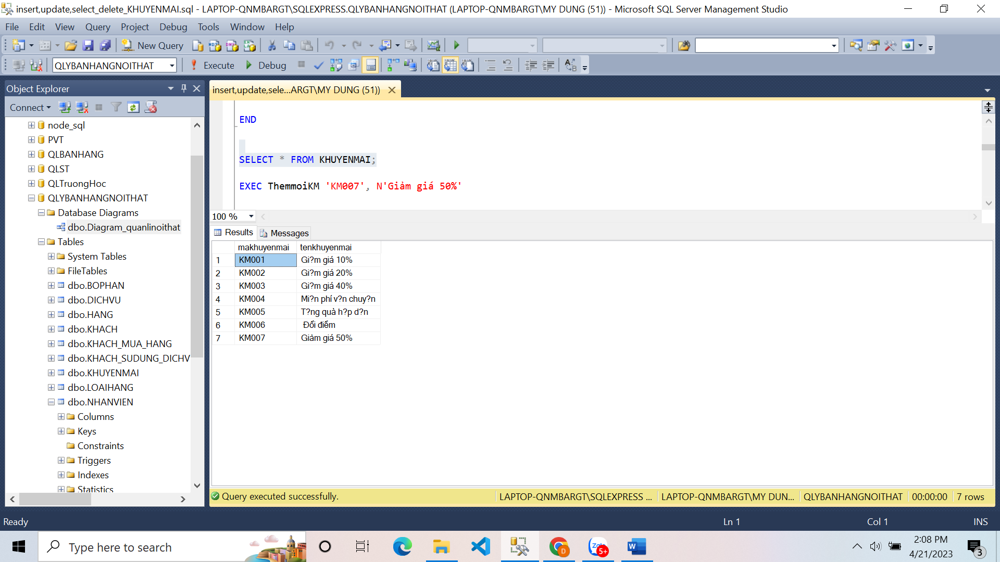 insert,update,select_delete_KHUYENMAI.sql - LAPTOP-QNMBARGT\SQLEXPRESS.QLYBANHANGNOITHAT (LAPTOP-QNMBARGT\MY DUNG (51)) - Microsoft SQL Server Management Studio
File Edit View Query Project Debug Tools Window Help
New Query
QLYBANHANGNOITHAT Execute Debug
Object Explorer
Connect
node_sql
PVT
QLBANHANG
QLST
QLTruongHoc
QLYBANHANGNOITHAT
Database Diagrams
dbo.Diagram_quanlinoithat
Tables
System Tables
FileTables
dbo.BOPHAN
dbo.DICHVU
dbo.HANG
dbo.KHACH
dbo.KHACH_MUA_HANG
dbo.KHACH_SUDUNG_DICHV
dbo.KHUYENMAI
dbo.LOAIHANG
dbo.NHANVIEN
Columns
Keys
Constraints
Triggers
Indexes
Statistics
insert,update,sele...ARGT\MY DUNG (51))
END
SELECT * FROM KHUYENMAI;
EXEC ThemmoiKM 'KM007', N'Giảm giá 50%'
100 %
Results Messages
makhuyenmai tenkhuyenmai
1 KM001 Gi?m giá 10%
2 KM002 Gi?m giá 20%
3 KM003 Gi?m giá 40%
4 KM004 Mi?n phí v?n chuy?n
5 KM005 T?ng quà h?p d?n
6 KM006 Đổi điểm
7 KM007 Giảm giá 50%
Query executed successfully. LAPTOP-QNMBARGT\SQLEXPRESS ... LAPTOP-QNMBARGT\MY DUN... QLYBANHANGNOITHAT 00:00:00 7 rows
Ready Ln 1 Col 1 INS
Type here to search
Zalo 5+
D
W
2:08 PM
4/21/2023
3